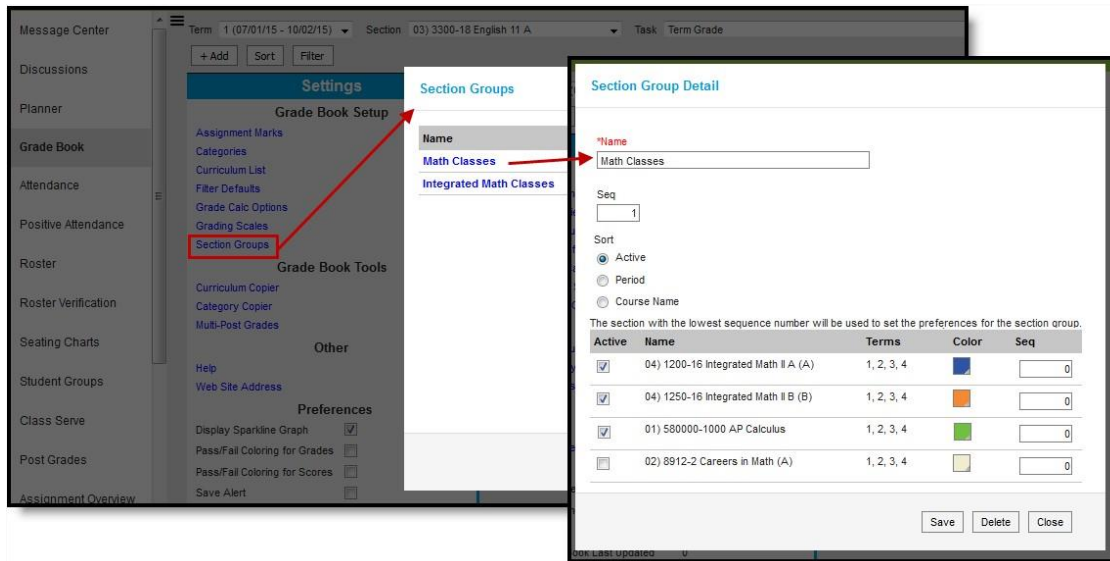 Message Center
Discussions
Planner
Grade Book
Attendance
Positive Attendance
Roster
Roster Verification
Seating Charts
Student Groups
Class Serve
Post Grades
Assignment Overview
Term 1 (07/01/15 - 10/02/15) Section 03) 3300-18 English 11 A Task Term Grade
+ Add Sort Filter
Settings
Grade Book Setup
Assignment Marks
Categories
Curriculum List
Filter Defaults
Grade Calc Options
Grading Scales
Section Groups
Grade Book Tools
Curriculum Copier
Category Copier
Multi-Post Grades
Other
Help
Web Site Address
Preferences
Display Sparkline Graph
Pass/Fail Coloring for Grades
Pass/Fail Coloring for Scores
Save Alert
Section Groups
Name
Math Classes
Integrated Math Classes
Section Group Detail
*Name
Math Classes
Seq
1
Sort
Active
Period
Course Name
The section with the lowest sequence number will be used to set the preferences for the section group.
Active Name Terms Color Seq
04) 1200-16 Integrated Math II A (A) 1, 2, 3, 4 0
04) 1250-16 Integrated Math II B (B) 1, 2, 3, 4 0
01) 580000-1000 AP Calculus 1, 2, 3, 4 0
02) 8912-2 Careers in Math (A) 1, 2, 3, 4 0
Save Delete Close
ook Last Updated 0